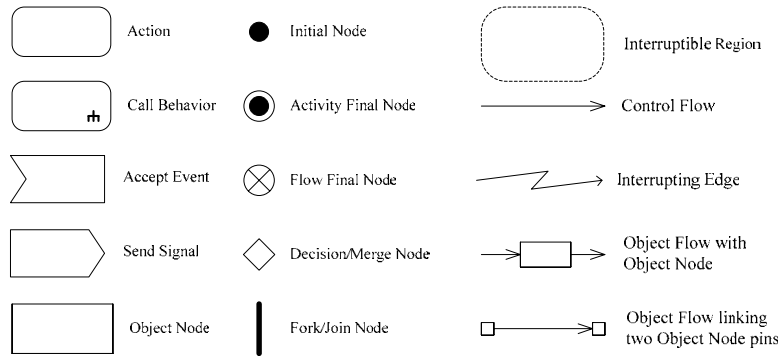 Action
Initial Node
Interruptible Region
Call Behavior
Activity Final Node
Control Flow
Accept Event
Flow Final Node
Interrupting Edge
Send Signal
Decision/Merge Node
Object Flow with
Object Node
Object Node
Fork/Join Node
Object Flow linking
two Object Node pins